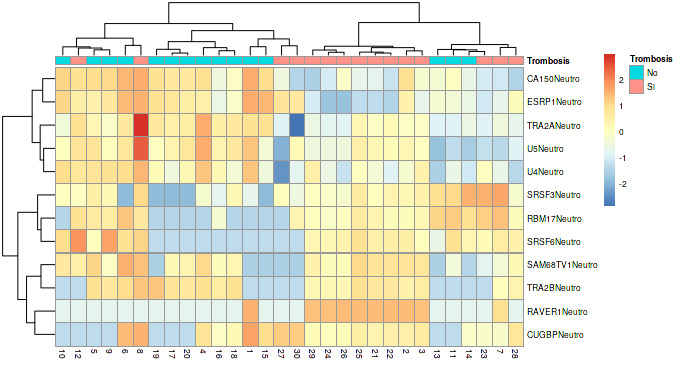 Trombosis
CA150Neutro
ESRP1Neutro
TRA2ANeutro
U5Neutro
U4Neutro
SRSF3Neutro
RBM17Neutro
SRSF6Neutro
SAM68TV1Neutro
TRA2BNeutro
RAVER1Neutro
CUGBPNeutro
10 12 5 9 6 8 19 17 20 4 16 18 1 15 27 30 29 24 26 25 21 22 2 3 13 11 14 23 7 28
2
1
0
-1
-2
Trombosis
No
SI